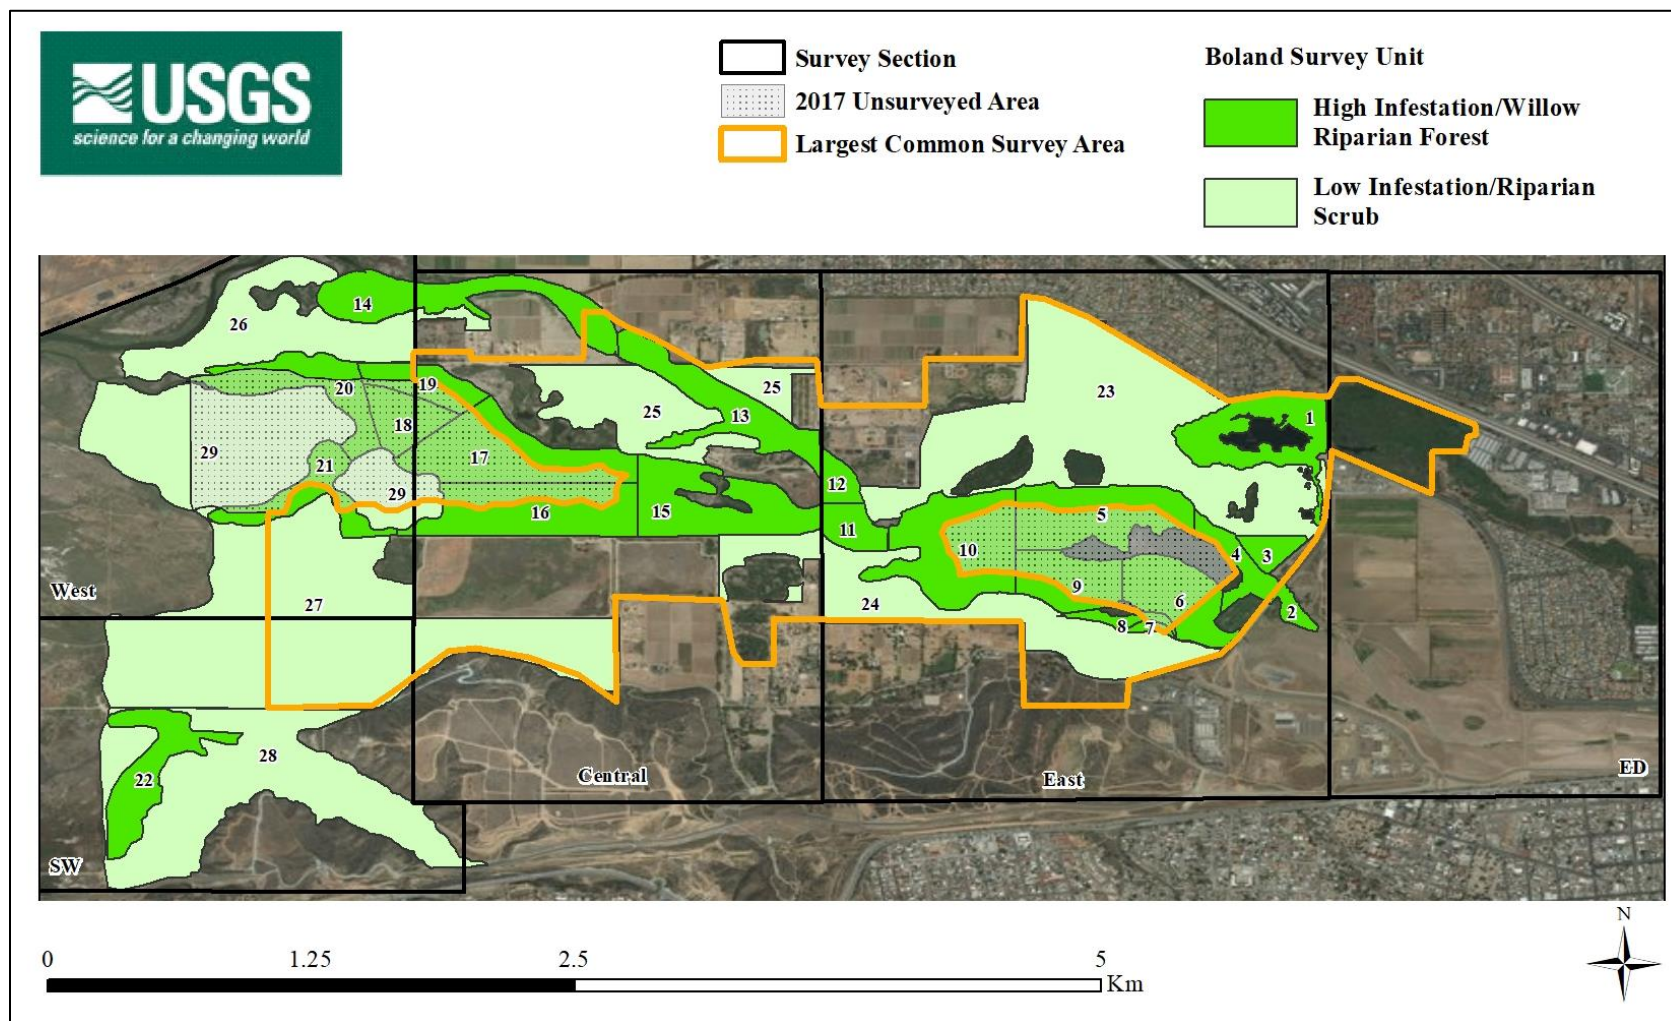 USGS
science for a changing world
Survey Section
2017 Unsurveyed Area
Largest Common Survey Area
Boland Survey Unit
High Infestation/Willow
Riparian Forest
Low Infestation/Riparian
Scrub
14
26
20
19
18
29
21
17
29
16
15
25
25
13
12
11
23
1
10
5
4
3
9
6
2
8
7
24
27
28
22
West
SW
Central
East
ED
0
1.25
2.5
5
Km
N